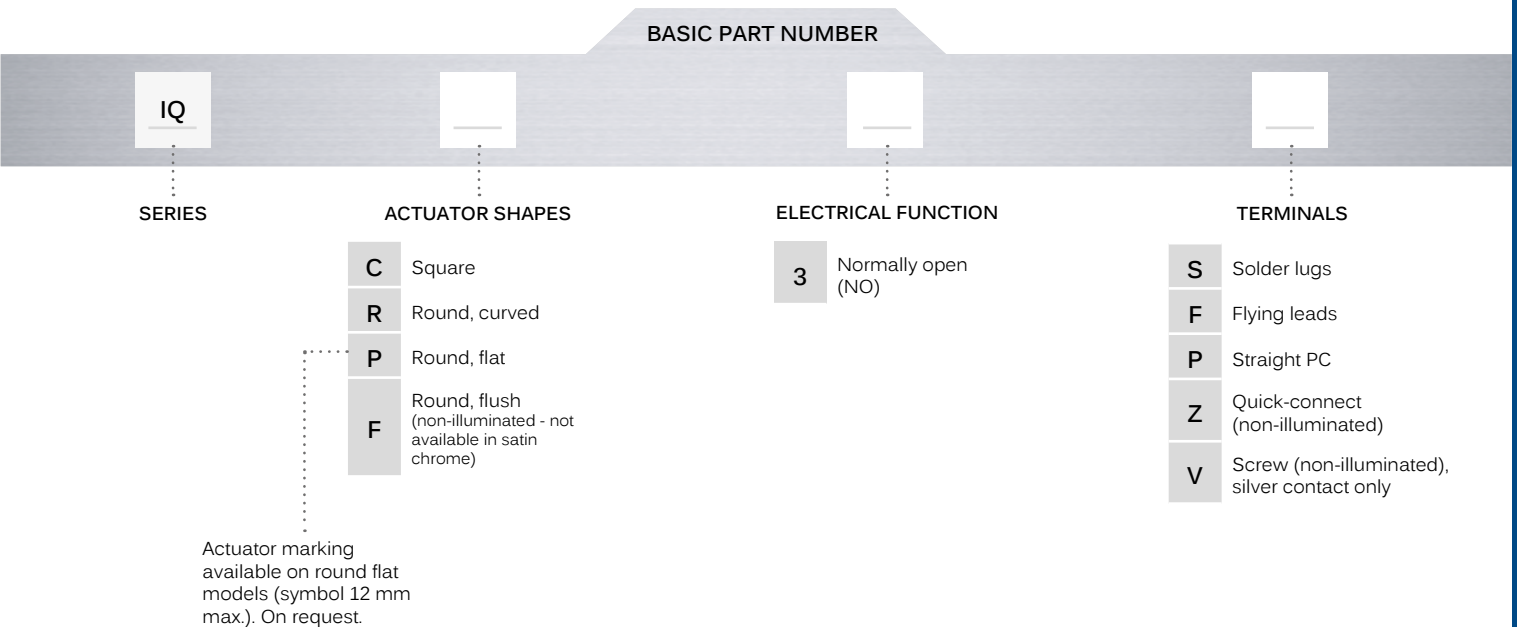 BASIC PART NUMBER
IQ
SERIES
ACTUATOR SHAPES
C Square
R Round, curved
P Round, flat
F Round, flush
(non-illuminated - not
available in satin
chrome)
Actuator marking
available on round flat
models (symbol 12 mm
max.). On request.
ELECTRICAL FUNCTION
3 Normally open
(NO)
TERMINALS
S Solder lugs
F Flying leads
P Straight PC
Z Quick-connect
(non-illuminated)
V Screw (non-illuminated),
silver contact only